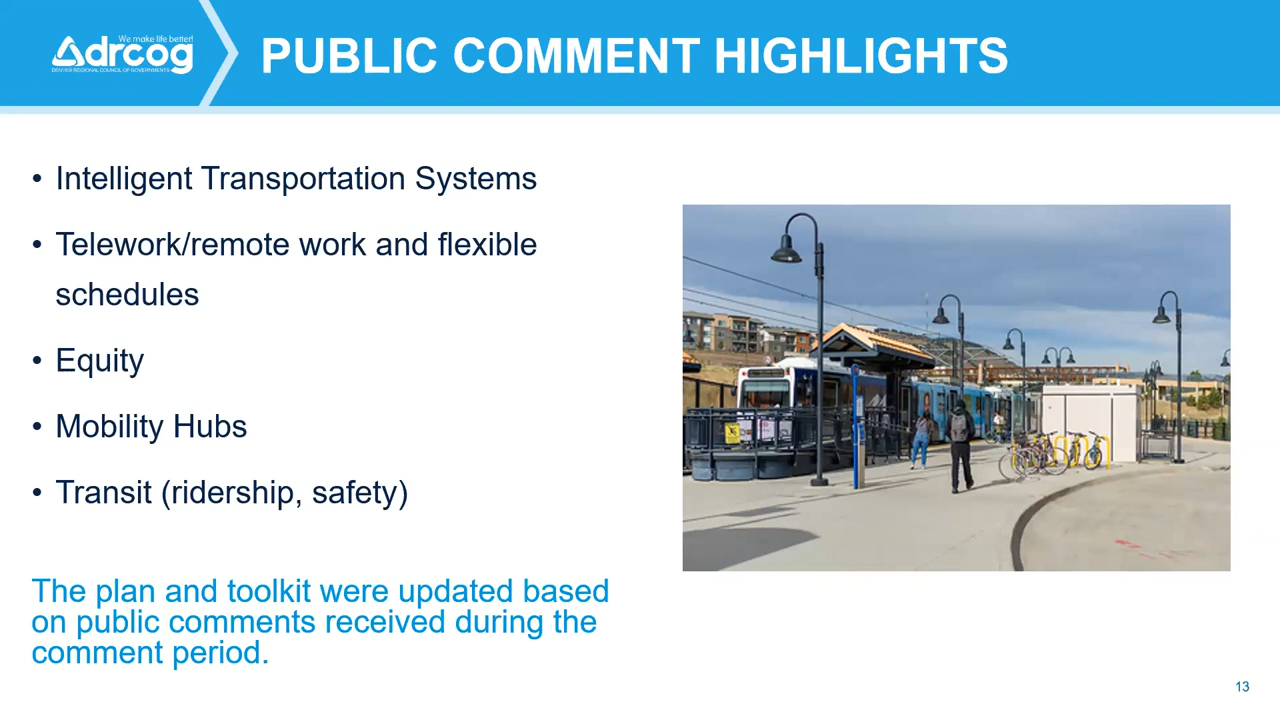 We make life better!
drcog
DENVER REGIONAL COUNCIL OF GOVERNMENTS
PUBLIC COMMENT HIGHLIGHTS
• Intelligent Transportation Systems
• Telework/remote work and flexible
schedules
• Equity
• Mobility Hubs
• Transit (ridership, safety)
The plan and toolkit were updated based
on public comments received during the
comment period.
13